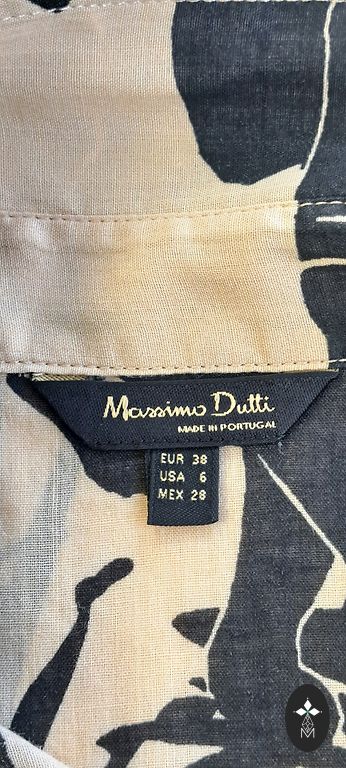 Massimo Dutti
MADE IN PORTUGAL
EUR 38
USA 6
MEX 28
M